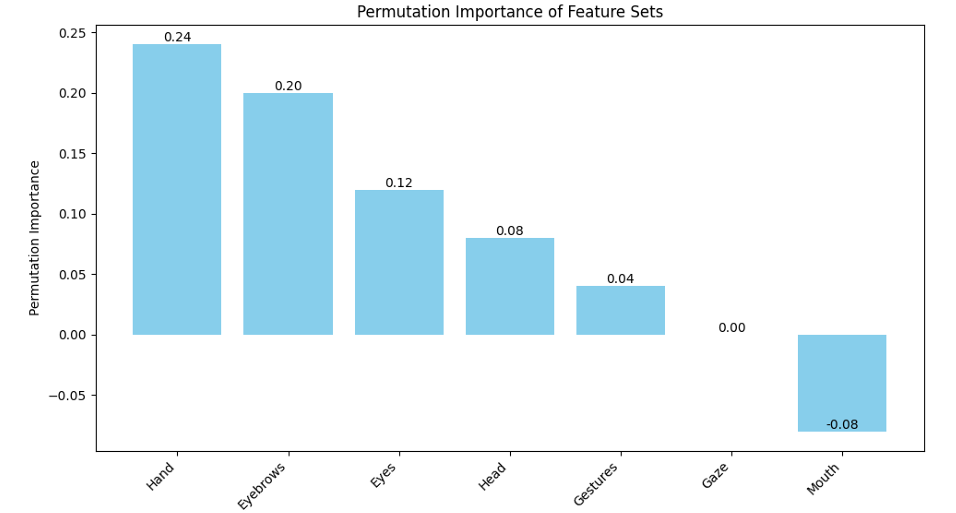 Permutation Importance of Feature Sets
Permutation Importance
0.25
0.20
0.15
0.10
0.05
0.00
−0.05
0.24
0.20
0.12
0.08
0.04
0.00
-0.08
Hand
Eyebrows
Eyes
Head
Gestures
Gaze
Mouth